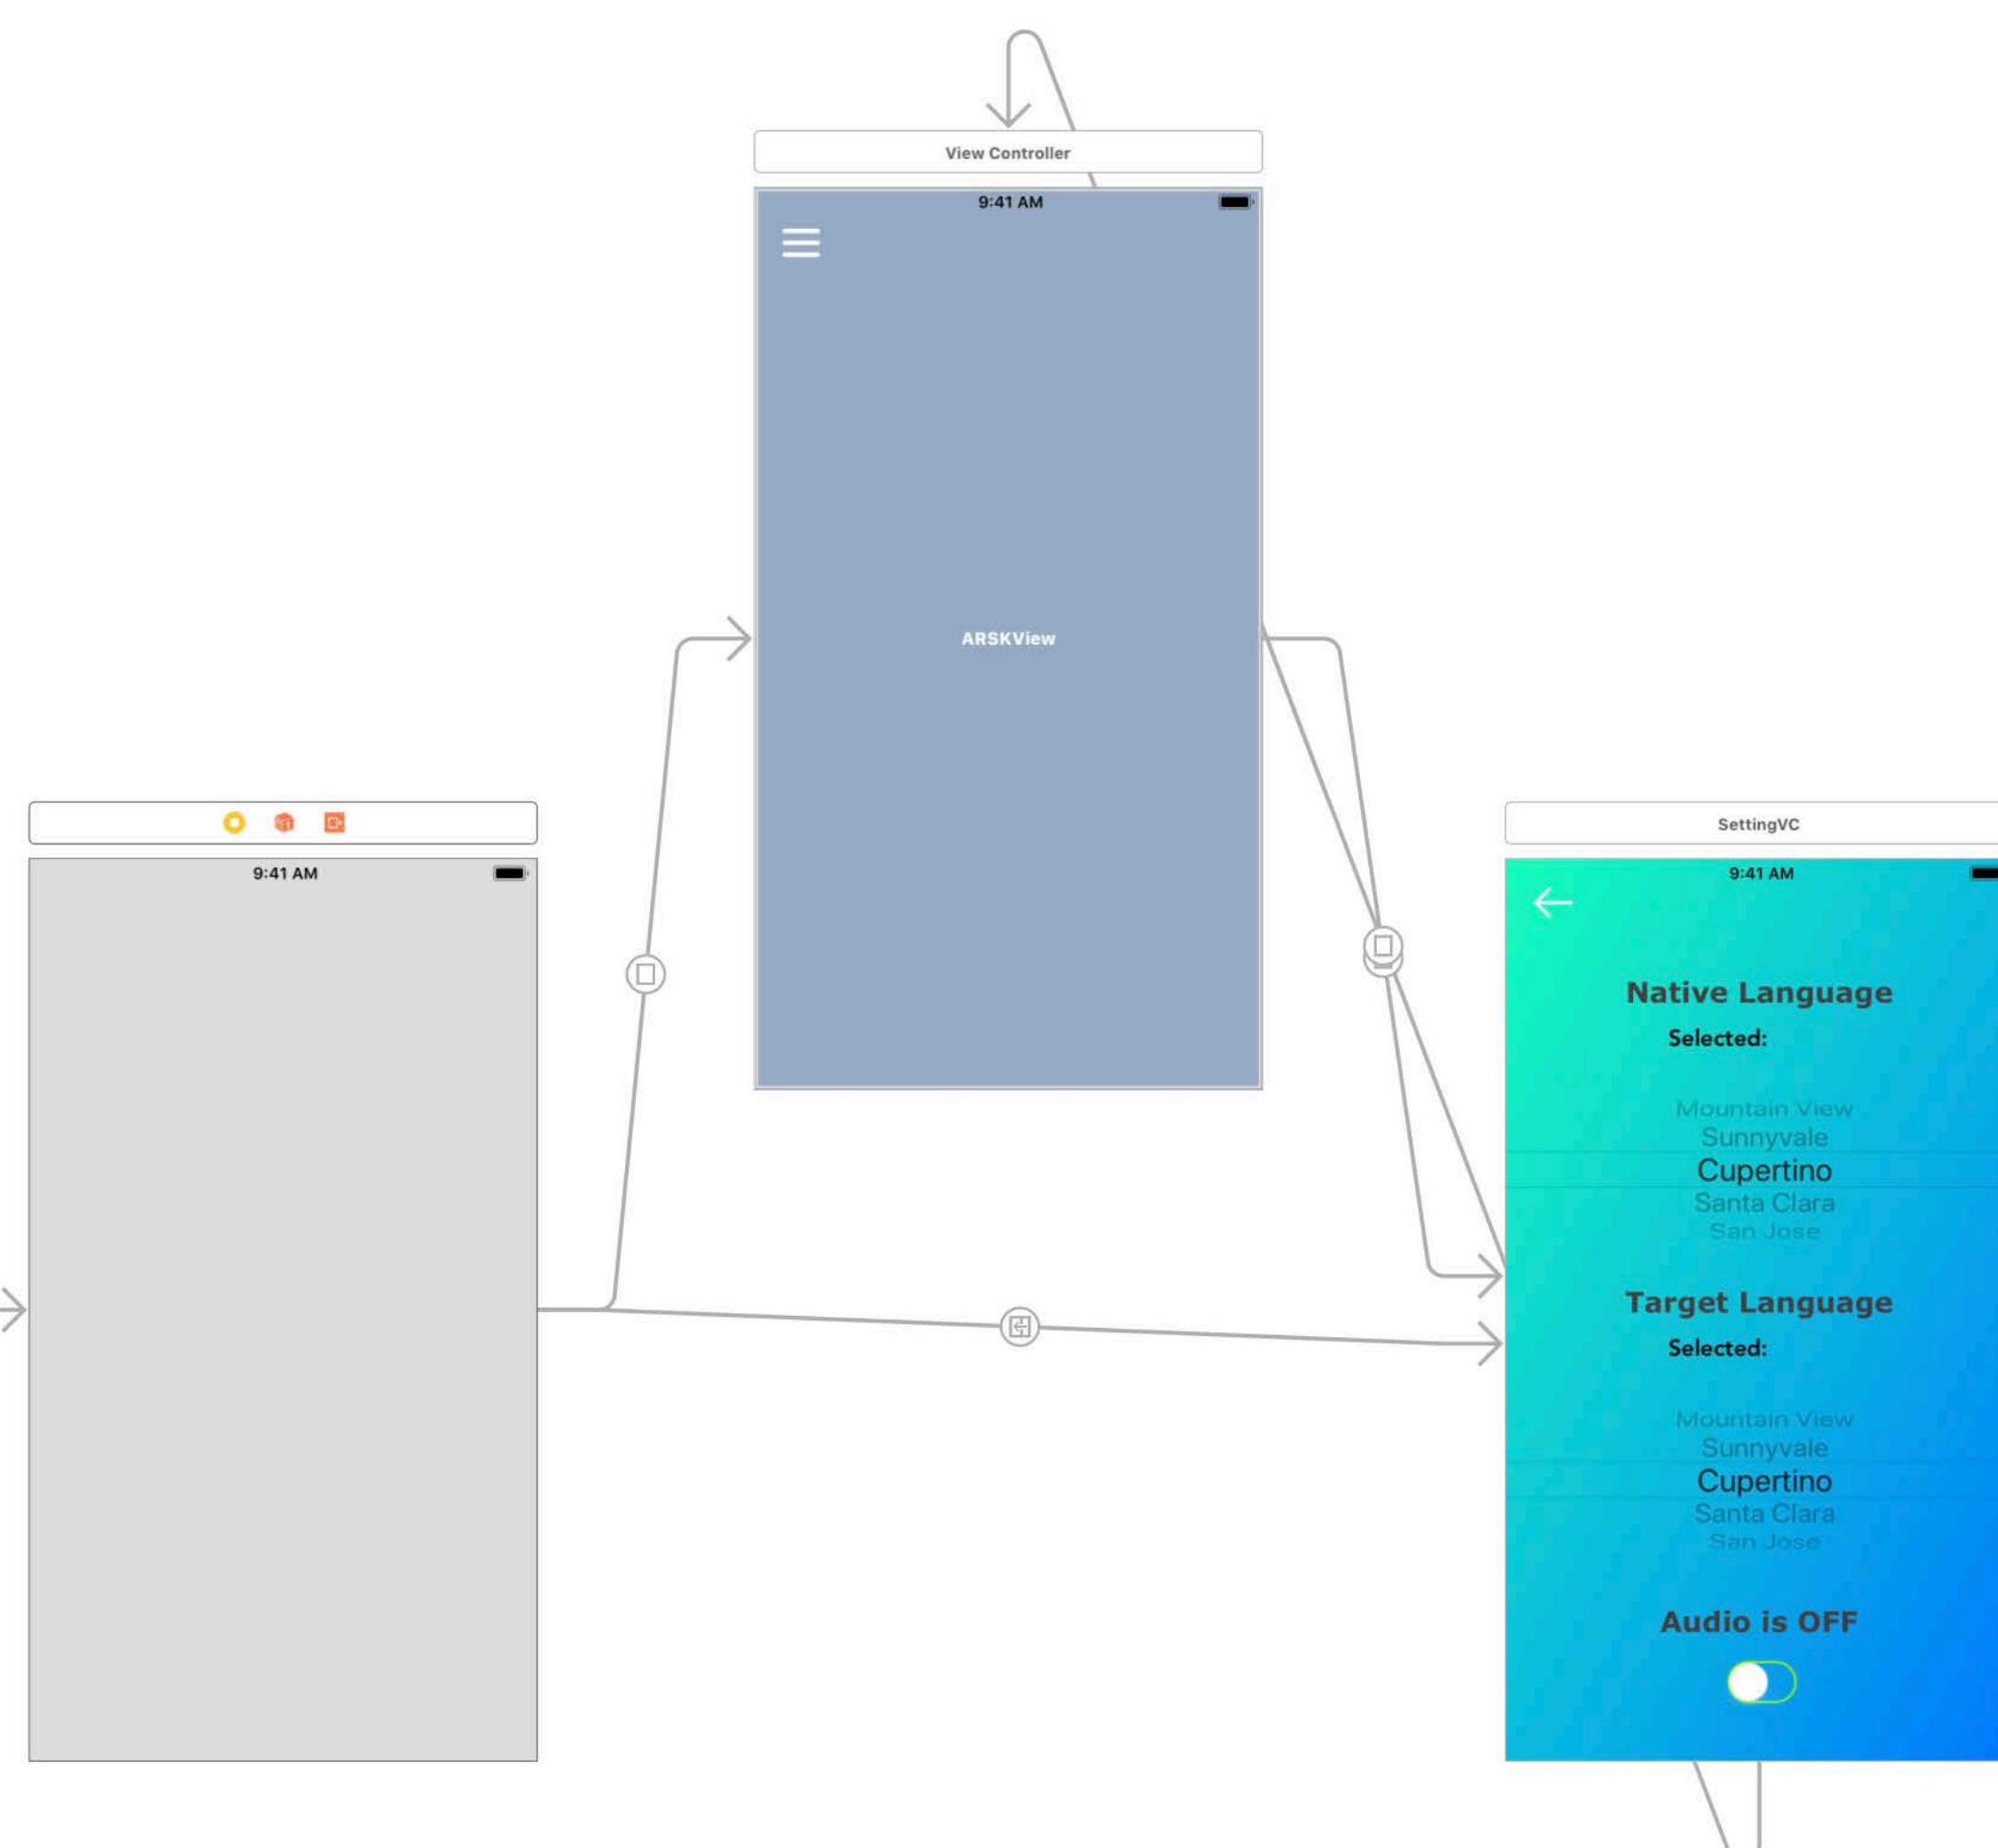 View Controller
9:41 AM
ARSKView
9:41 AM
SettingVC
9:41 AM
Native Language
Selected:
Mountain View
Sunnyvale
Cupertino
Santa Clara
San Jose
Target Language
Selected:
Mountain View
Sunnyvale
Cupertino
Santa Clara
San Jose
Audio is OFF